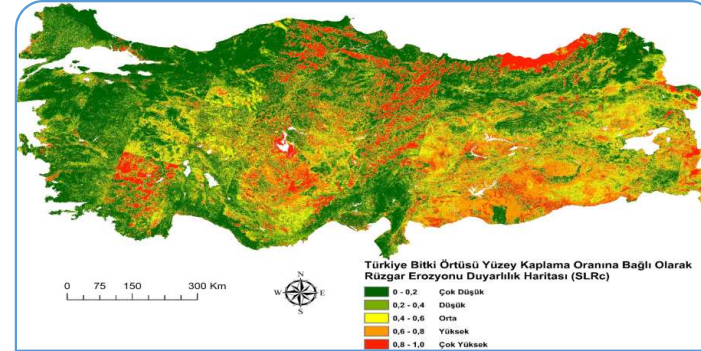 Türkiye Bitki Örtüsü Yüzey Kaplama Oranına Bağlı Olarak
Rüzgar Erozyonu Duyarlılık Haritası (SLRc)
0 - 0,2 Çok Düşük
0,2 - 0,4 Düşük
0,4 - 0,6 Orta
0,6 - 0,8 Yüksek
0,8 - 1,0 Çok Yüksek
0 75 150 300 Km
N
W E
S